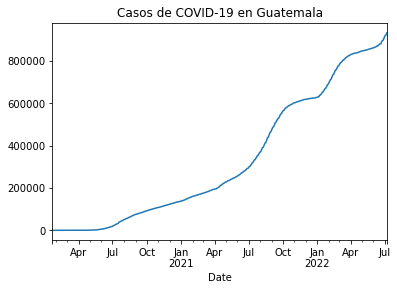 Casos de COVID-19 en Guatemala
800000
600000
400000
200000
0
Apr Jul Oct Jan Apr Jul Oct Jan Apr Jul
2021 2022
Date